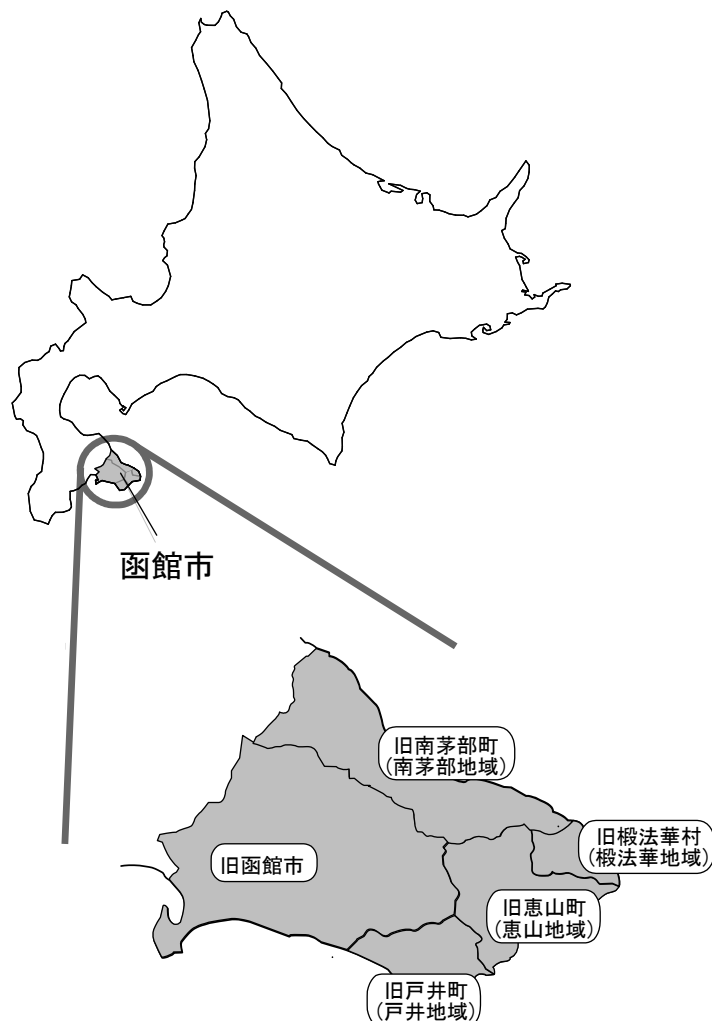 函館市
旧南茅部町
(南茅部地域)
旧椴法華村
(椴法華地域)
旧函館市
旧恵山町
(恵山地域)
旧戸井町
(戸井地域)